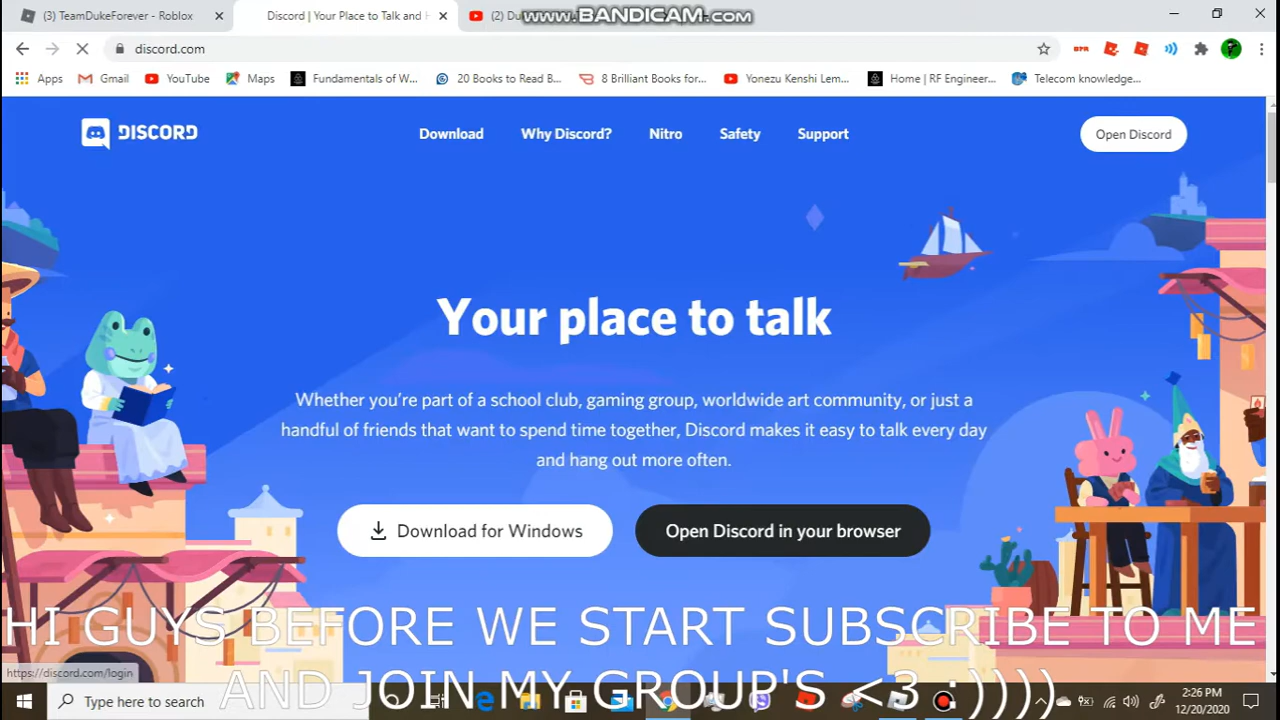 (3) TeamDukeForever - Roblox
Discord | Your Place to Talk and H
(2) Du
www.BANDICAM.com
discord.com
Apps
Gmail
YouTube
Maps
Fundamentals of W...
20 Books to Read B...
8 Brilliant Books for...
Yonezu Kenshi Lem...
Home | RF Engineer...
Telecom knowledge...
DISCORD
Download
Why Discord?
Nitro
Safety
Support
Open Discord
Your place to talk
Whether you're part of a school club, gaming group, worldwide art community, or just a
handful of friends that want to spend time together, Discord makes it easy to talk every day
and hang out more often.
Download for Windows
Open Discord in your browser
HI GUYS BEFORE WE START SUBSCRIBE TO ME
AND JOIN MY GROUP'S <3 :))))
https://discord.com/login
Type here to search
2:26 PM
12/20/2020